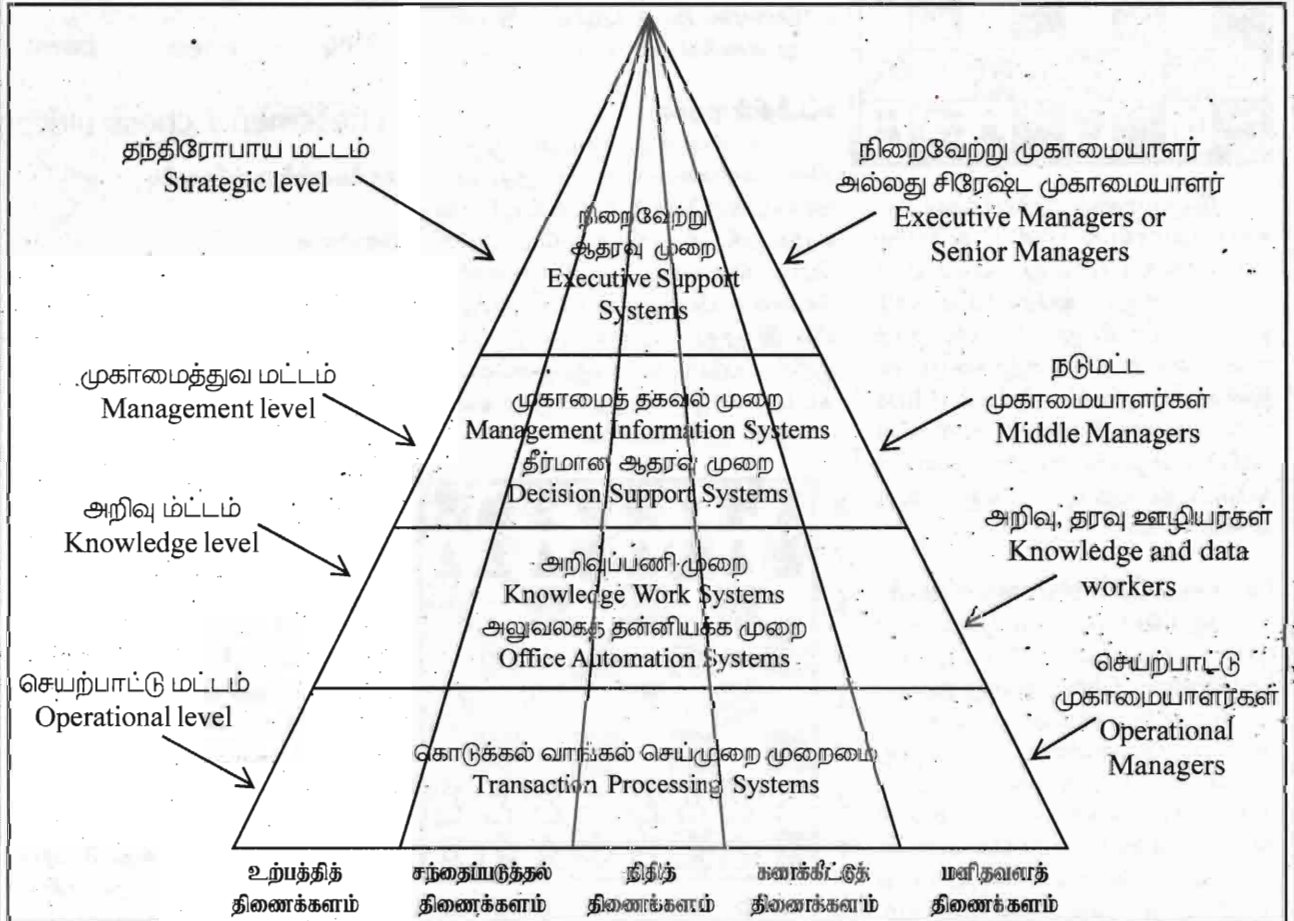 தந்திரோபாய மட்டம்
Strategic level
நிறைவேற்று முகாமையாளர்
அல்லது சிரேஷ்ட முகாமையாளர்
Executive Managers or
Senior Managers
நிறைவேற்று
ஆதரவு முறை
Executive Support
Systems
முகாமைத்துவ மட்டம்
Management level
நடுமட்ட
முகாமையாளர்கள்
Middle Managers
முகாமைத் தகவல் முறை
Management Information Systems
தீர்மான ஆதரவு முறை
Decision Support Systems
அறிவு மட்டம்
Knowledge level
அறிவு, தரவு ஊழியர்கள்
Knowledge and data
workers
அறிவுப்பணி முறை
Knowledge Work Systems
அலுவலகத் தன்னியக்க முறை
Office Automation Systems
செயற்பாட்டு மட்டம்
Operational level
செயற்பாட்டு
முகாமையாளர்கள்
Operational
Managers
கொடுக்கல் வாங்கல் செய்முறை முறைமை
Transaction Processing Systems
உற்பத்தித் சந்தைப்படுத்தல் நிதித் கணக்கீட்டுத் மனிதவளத்
திணைக்களம் திணைக்களம் திணைக்களம் திணைக்களம் திணைக்களம்